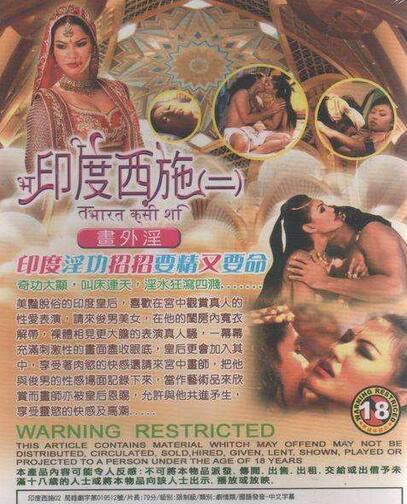 印度西施(一)
畫外淫
印度淫功招招要精又要命
奇功大顯，叫床連天，淫水狂瀉四濺.......
美豔脫俗的印度皇后，喜歡在宮中觀賞真人的
性愛表演，請來俊男美女，在他的閨房內寬衣
解帶，裸體相見更大膽的表演真人騷，一幕幕
充滿刺激性的畫面盡收眼底，皇后更會加入其
中，享受著肉慾的快感還請來宮中畫師，把他
與俊男的性感場面記錄下來，當作藝術品來欣
賞而畫師亦被皇后恩賜，允許與他共進矛生，
享受靈慾的快感及高潮.....
WARNING RESTRICTED
18
WARNING RESTRICTED
THIS ARTICLE CONTAINS MATERIAL WHITCH MAY OFFEND MAY NOT BE
DISTRIBUTED, CIRCULATED, SOLD,HIRED, GIVEN, LENT, SHOWN, PLAYED OR
PROJECTED TO A PERSON UNDER THE AGE OF 18 YEARS
本產品內容可能令人反感：不可將本物品派發．傳閱．出售．出租．交給或出借予未
滿十八歲的人士或將本物品向該人士出示．播放或放映。